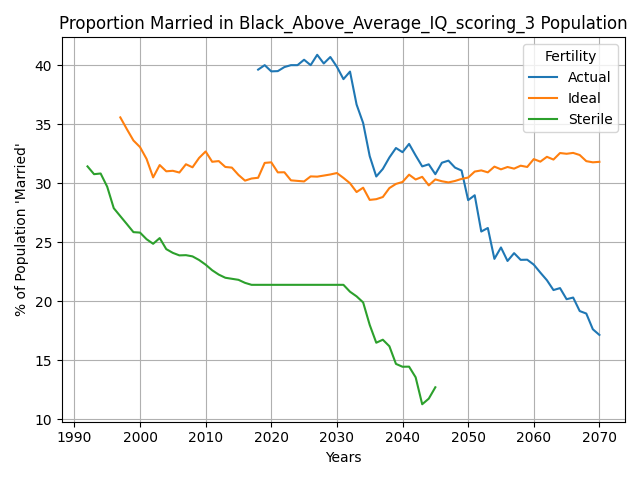 Proportion Married in Black_Above_Average_IQ_scoring_3 Population
Fertility
Actual
Ideal
Sterile
% of Population 'Married'
40
35
30
25
20
15
10
1990
2000
2010
2020
2030
2040
2050
2060
2070
Years